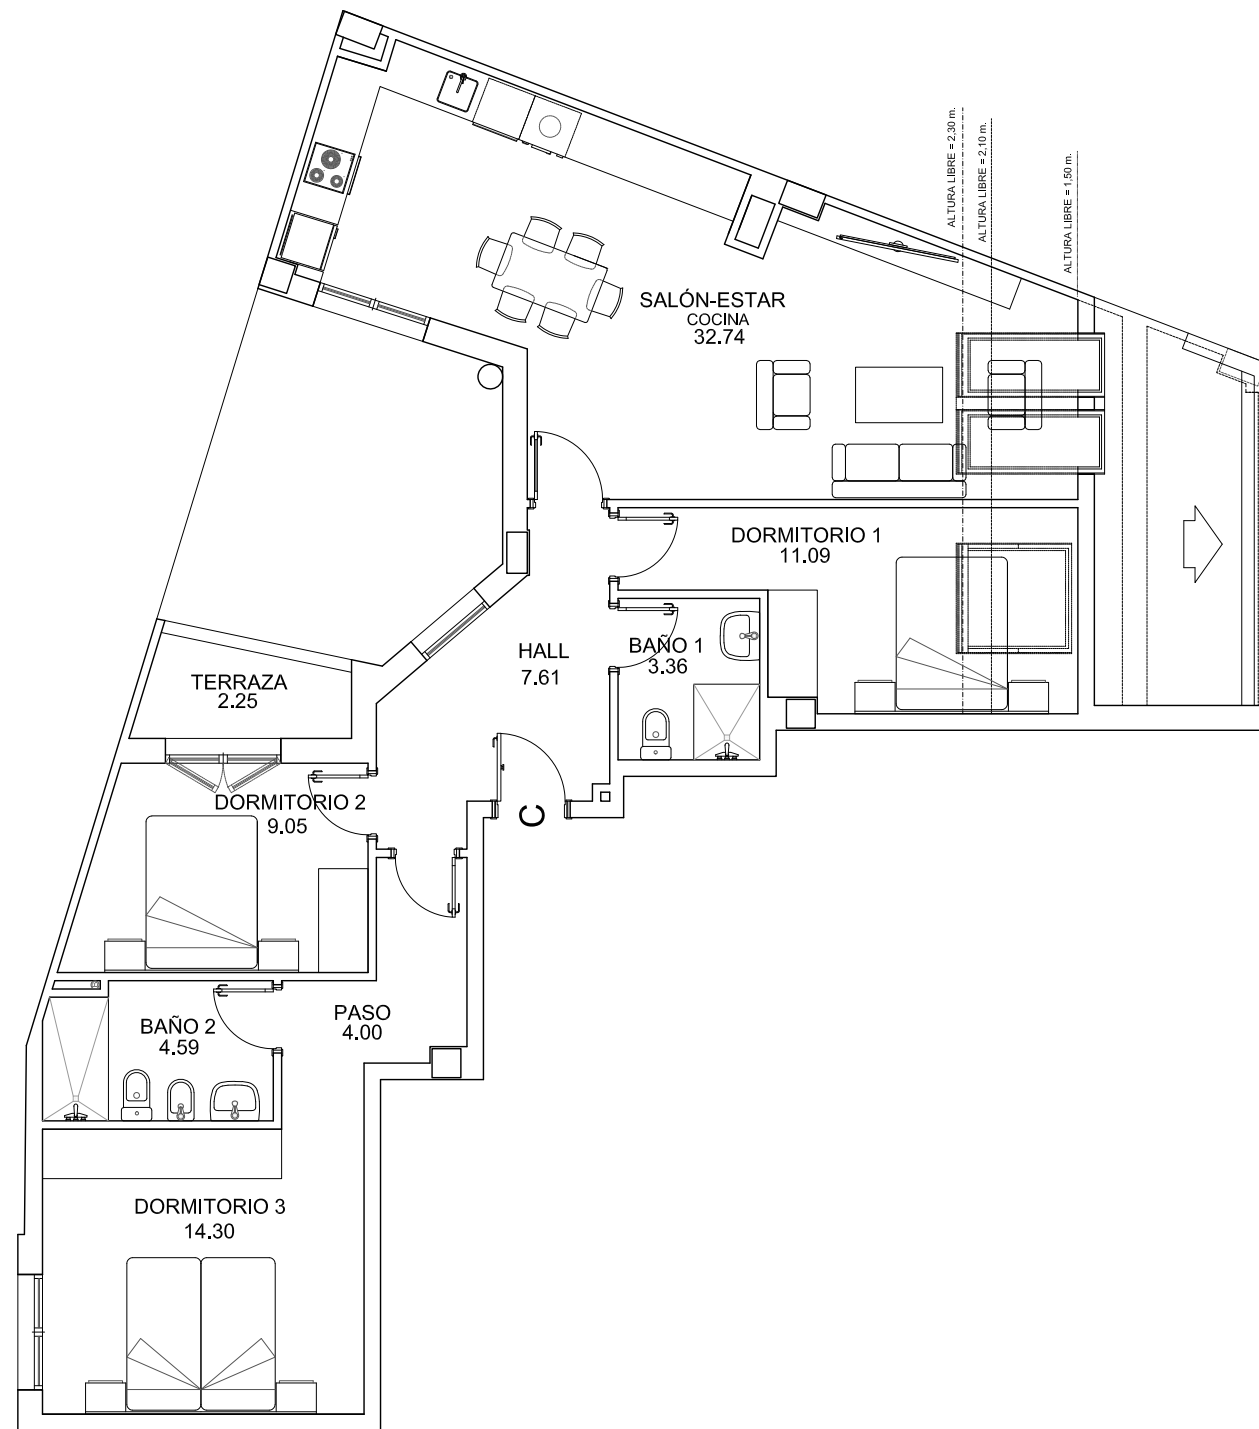 ALTURA LIBRE = 2,30 m.
ALTURA LIBRE = 2,10 m.
ALTURA LIBRE = 1,50 m.
SALÓN-ESTAR
COCINA
32.74
DORMITORIO 1
11.09
HALL
7.61
BAÑO 1
3.36
TERRAZA
2.25
DORMITORIO 2
9.05
C
PASO
4.00
BAÑO 2
4.59
DORMITORIO 3
14.30